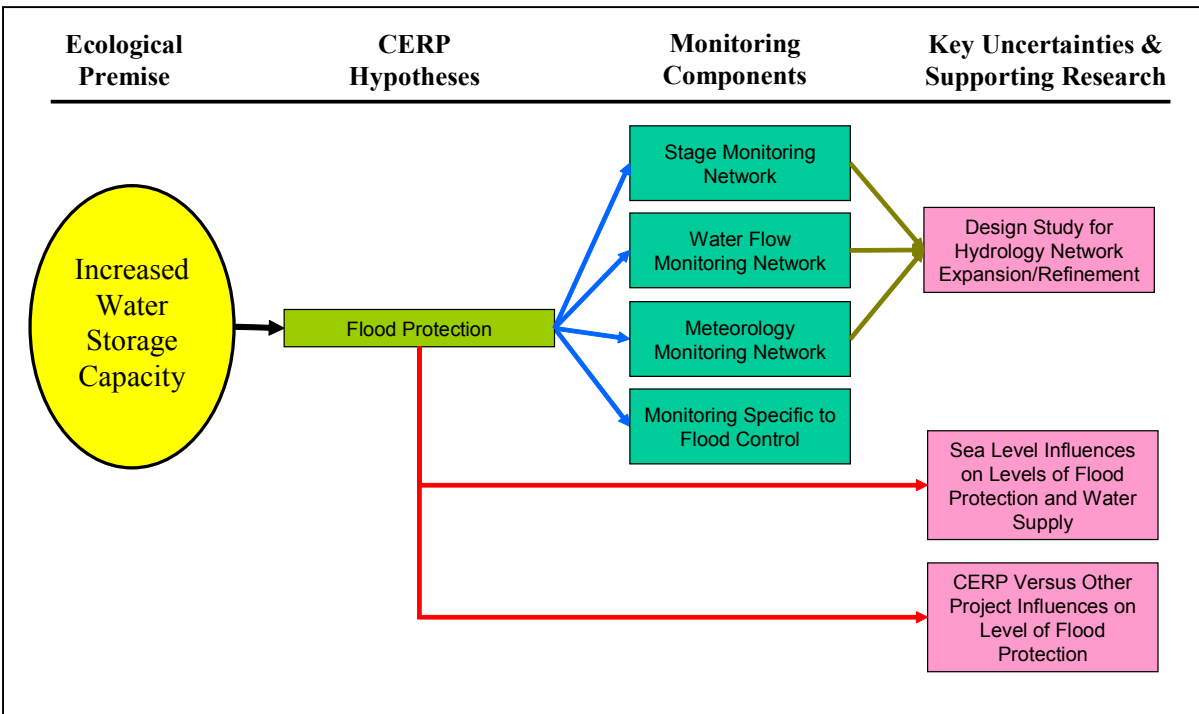 Ecological
Premise
CERP
Hypotheses
Monitoring
Components
Key Uncertainties &
Supporting Research
Increased
Water
Storage
Capacity
Flood Protection
Stage Monitoring
Network
Water Flow
Monitoring Network
Meteorology
Monitoring Network
Monitoring Specific to
Flood Control
Design Study for
Hydrology Network
Expansion/Refinement
Sea Level Influences
on Levels of Flood
Protection and Water
Supply
CERP Versus Other
Project Influences on
Level of Flood
Protection